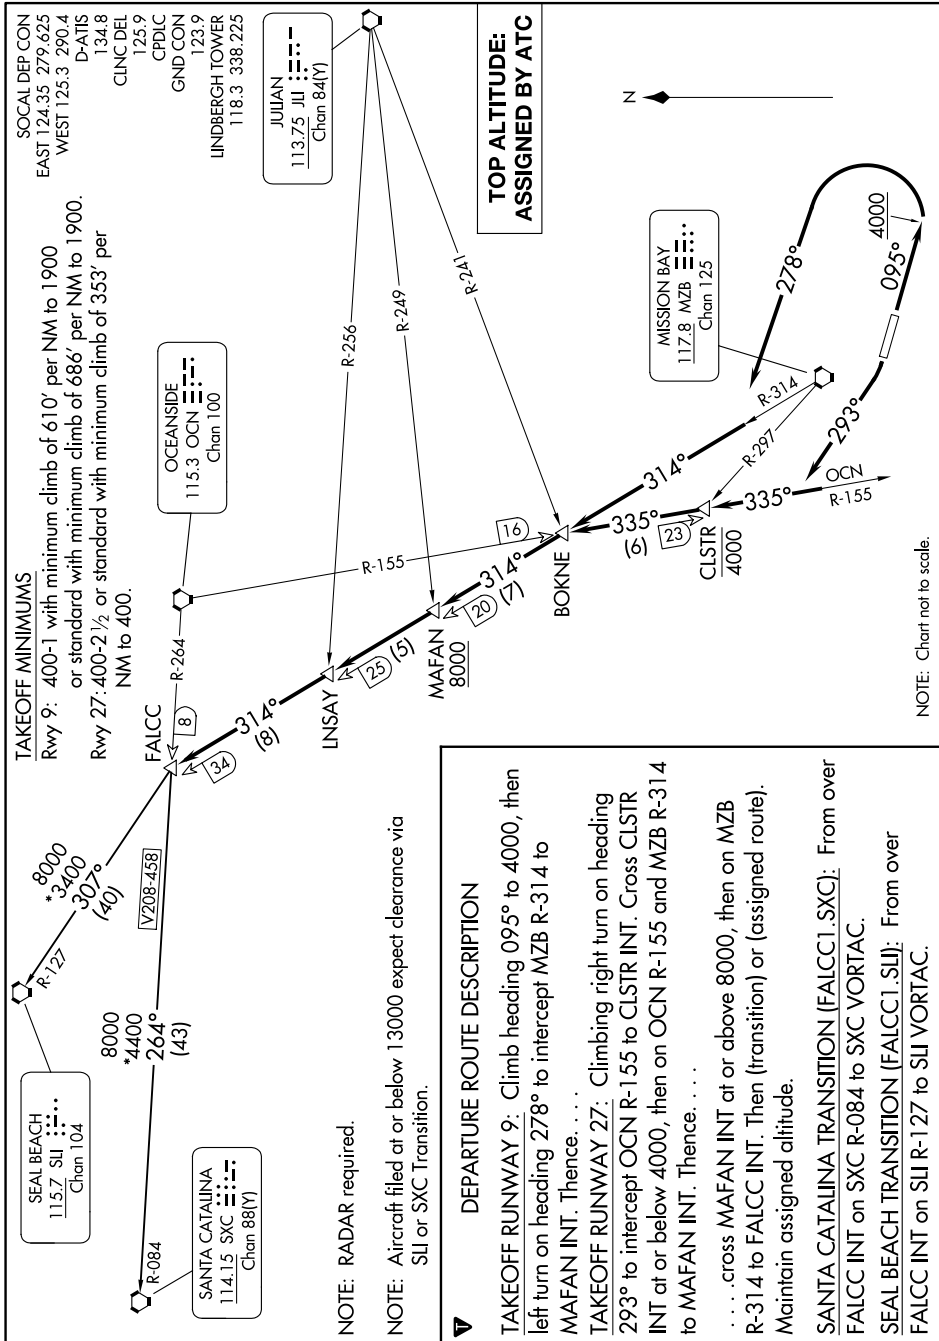 SOCAL DEP CON
EAST 124.35 279.625
WEST 125.3 290.4
D-ATIS
134.8
CLNC DEL
125.9
CPDLC
GND CON
123.9
LINDBERGH TOWER
118.3 338.225
TAKEOFF MINIMUMS
Rwy 9: 400-1 with minimum climb of 610' per NM to 1900
or standard with minimum climb of 686' per NM to 1900.
Rwy 27: 400-2½ or standard with minimum climb of 353' per
NM to 400.
TOP ALTITUDE:
ASSIGNED BY ATC
JULIAN
113.75 JLI
Chan 84(Y)
OCEANSIDE
115.3 OCN
Chan 100
MISSION BAY
117.8 MZB
Chan 125
SEAL BEACH
115.7 SLI
Chan 104
SANTA CATALINA
114.15 SXC
Chan 88(Y)
N
R-256
R-249
R-241
R-264
R-155
R-127
R-084
8000
*3400
307°
(40)
8000
*4400
264°
(43)
V208-458
FALCC
8
34
314°
(8)
LNSAY
25
(5)
MAFAN
8000
20
314°
(7)
BOKNE
16
335°
(6)
23
CLSTR
4000
314°
R-314
R-297
335°
OCN
R-155
293°
278°
095°
4000
NOTE: RADAR required.
NOTE: Aircraft filed at or below 13000 expect clearance via
SLI or SXC Transition.
NOTE: Chart not to scale.
T
DEPARTURE ROUTE DESCRIPTION
TAKEOFF RUNWAY 9: Climb heading 095° to 4000, then
left turn on heading 278° to intercept MZB R-314 to
MAFAN INT. Thence. . . .
TAKEOFF RUNWAY 27: Climbing right turn on heading
293° to intercept OCN R-155 to CLSTR INT. Cross CLSTR
INT at or below 4000, then on OCN R-155 and MZB R-314
to MAFAN INT. Thence. . . .
. . . .cross MAFAN INT at or above 8000, then on MZB
R-314 to FALCC INT. Then (transition) or (assigned route).
Maintain assigned altitude.
SANTA CATALINA TRANSITION (FALCC1.SXC): From over
FALCC INT on SXC R-084 to SXC VORTAC.
SEAL BEACH TRANSITION (FALCC1.SLI): From over
FALCC INT on SLI R-127 to SLI VORTAC.